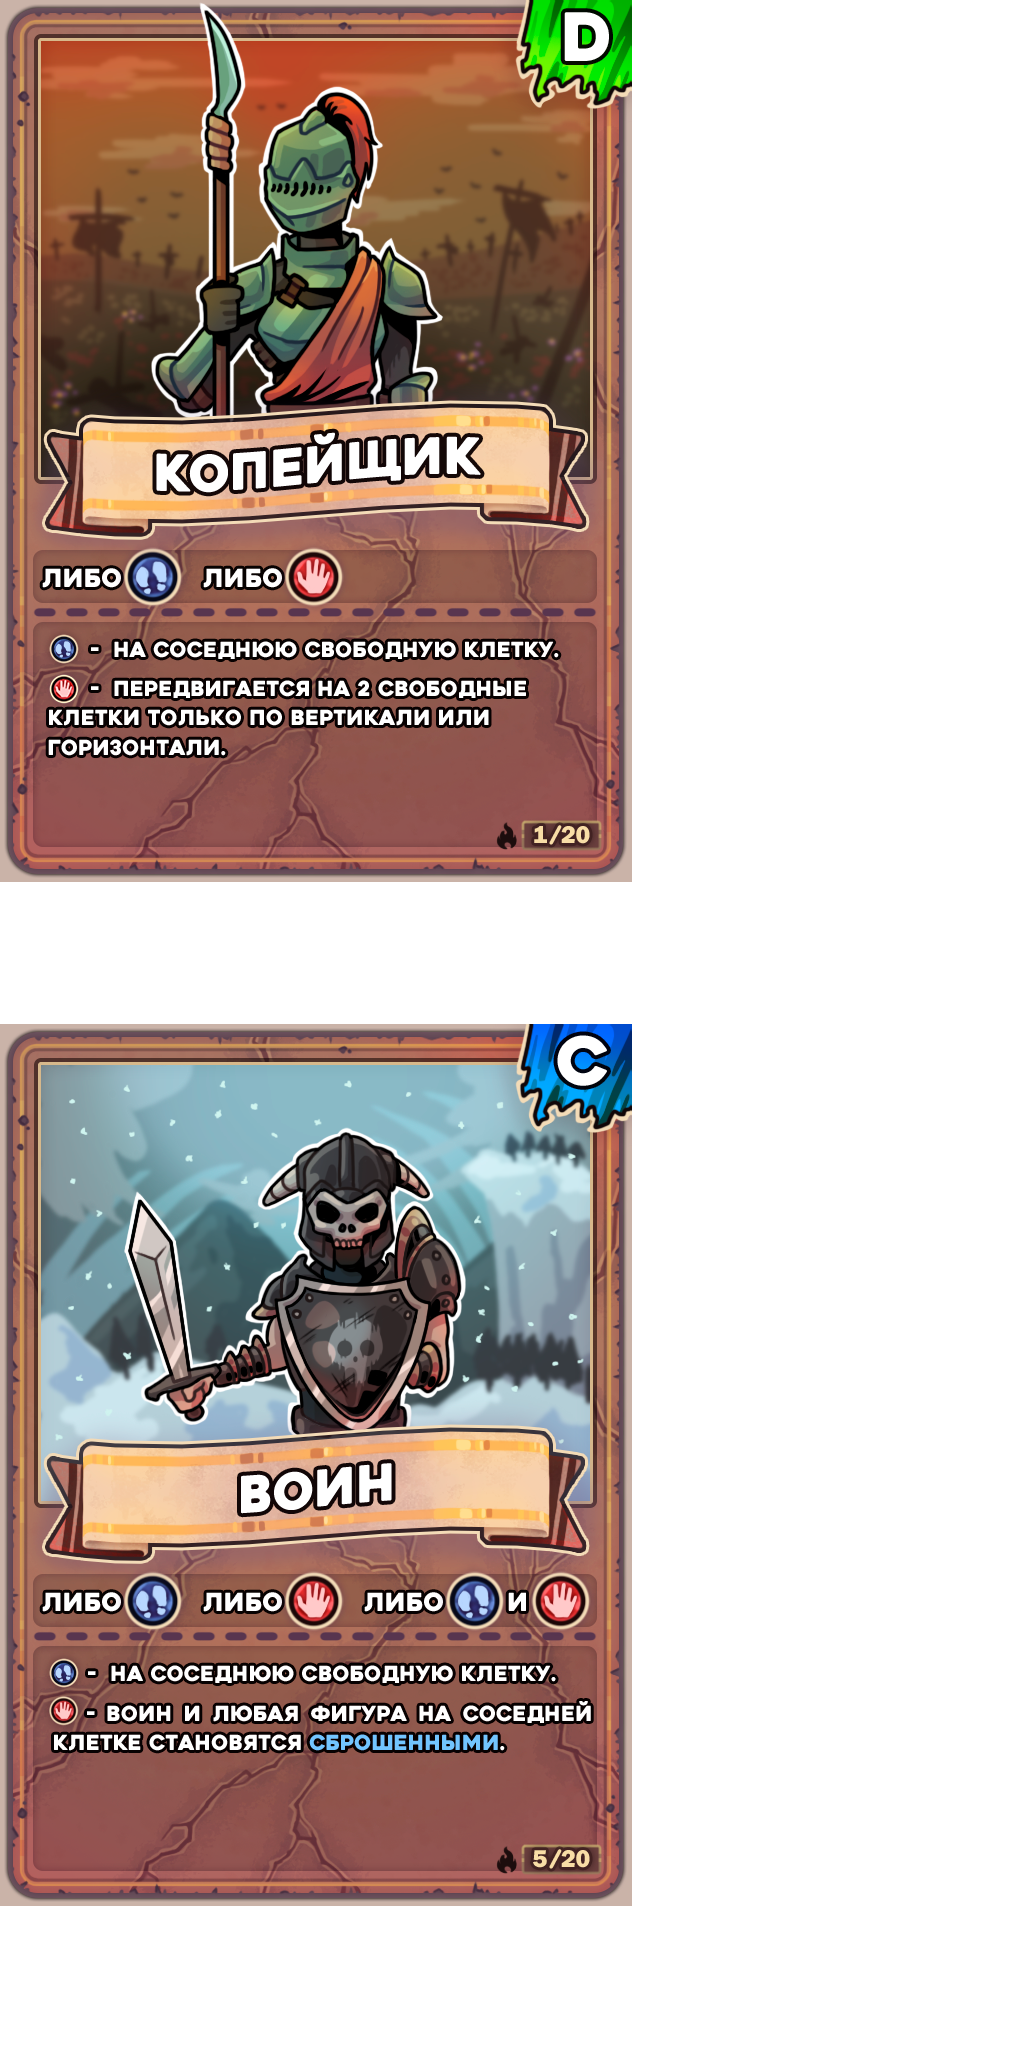 D
КОПЕЙЩИК
ЛИБО ЛИБО
- НА СОСЕДНЮЮ СВОБОДНУЮ КЛЕТКУ.
- ПЕРЕДВИГАЕТСЯ НА 2 СВОБОДНЫЕ
КЛЕТКИ ТОЛЬКО ПО ВЕРТИКАЛИ ИЛИ
ГОРИЗОНТАЛИ.
1/20
C
ВОИН
ЛИБО ЛИБО ЛИБО И
- НА СОСЕДНЮЮ СВОБОДНУЮ КЛЕТКУ.
- ВОИН И ЛЮБАЯ ФИГУРА НА СОСЕДНЕЙ
КЛЕТКЕ СТАНОВЯТСЯ СБРОШЕННЫМИ.
5/20